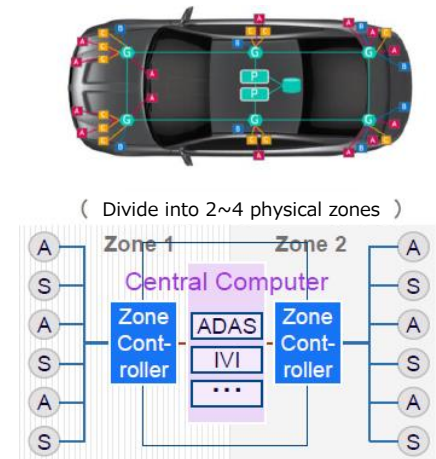 G
G
G
P
P
G
G
G
( Divide into 2~4 physical zones )
Zone 1 Zone 2
Central Computer
A A
S S
A A
S S
A A
S S
Zone
Cont-
roller
ADAS
IVI
...
Zone
Cont-
roller